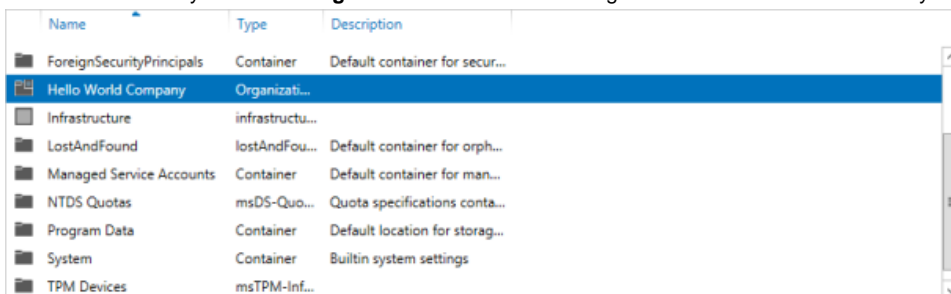 Name Type Description
ForeignSecurityPrincipals Container Default container for secur...
Hello World Company Organizati...
Infrastructure infrastructu...
LostAndFound lostAndFou... Default container for orph...
Managed Service Accounts Container Default container for man...
NTDS Quotas msDS-Quo... Quota specifications conta...
Program Data Container Default location for storag...
System Container Builtin system settings
TPM Devices msTPM-Inf...